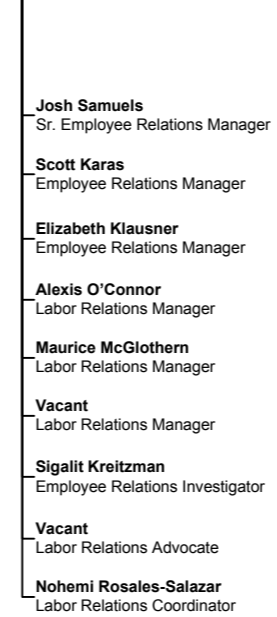 Josh Samuels
Sr. Employee Relations Manager
Scott Karas
Employee Relations Manager
Elizabeth Klausner
Employee Relations Manager
Alexis O’Connor
Labor Relations Manager
Maurice McGlothern
Labor Relations Manager
Vacant
Labor Relations Manager
Sigalit Kreitzman
Employee Relations Investigator
Vacant
Labor Relations Advocate
Nohemi Rosales-Salazar
Labor Relations Coordinator